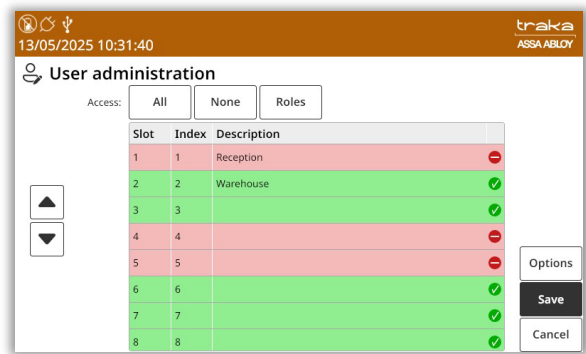 traka
13/05/2025 10:31:40
ASSA ABLOY
User administration
Access: All None Roles
Slot Index Description
1 1 Reception
2 2 Warehouse
3 3
4 4
5 5
Options
6 6
Save
7 7
Cancel
8 8